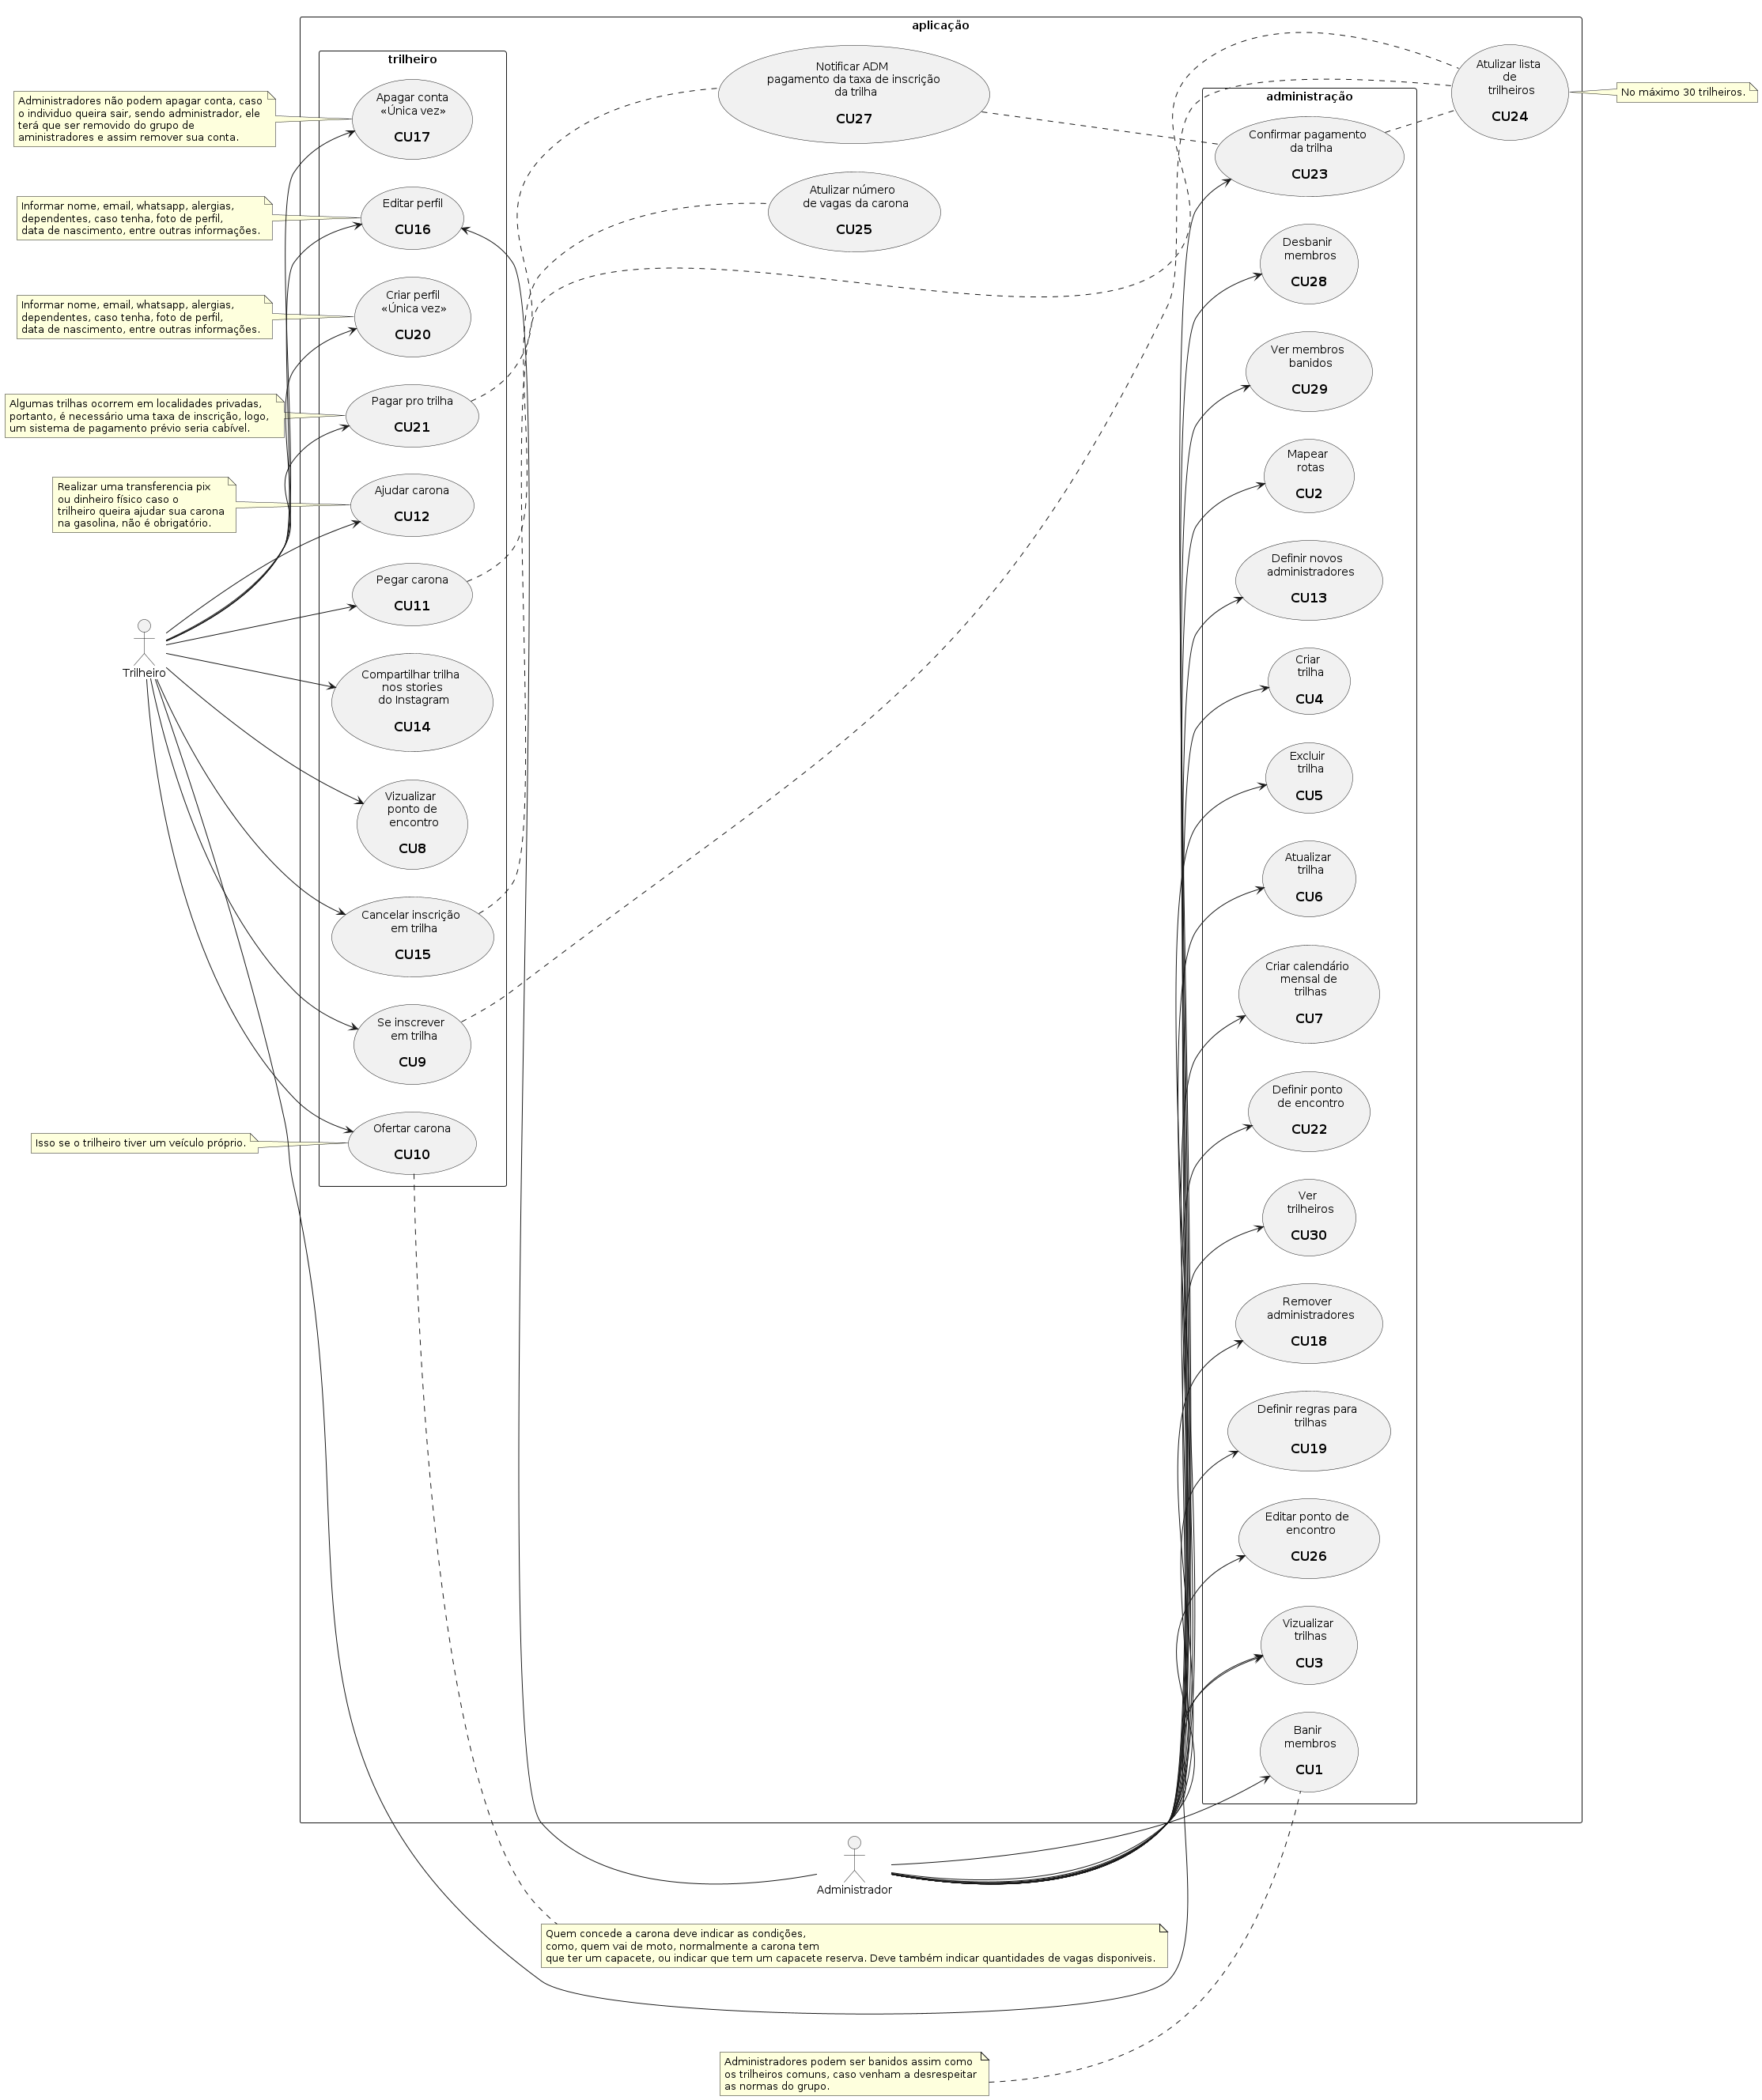 aplicação
trilheiro
Apagar conta
«Única vez»
CU17
Editar perfil
CU16
Criar perfil
«Única vez»
CU20
Pagar pro trilha
CU21
Ajudar carona
CU12
Pegar carona
CU11
Compartilhar trilha
nos stories
do Instagram
CU14
Vizualizar
ponto de
encontro
CU8
Cancelar inscrição
em trilha
CU15
Se inscrever
em trilha
CU9
Ofertar carona
CU10
Administradores não podem apagar conta, caso
o individuo queira sair, sendo administrador, ele
terá que ser removido do grupo de
aministradores e assim remover sua conta.
Informar nome, email, whatsapp, alergias,
dependentes, caso tenha, foto de perfil,
data de nascimento, entre outras informações.
Informar nome, email, whatsapp, alergias,
dependentes, caso tenha, foto de perfil,
data de nascimento, entre outras informações.
Algumas trilhas ocorrem em localidades privadas,
portanto, é necessário uma taxa de inscrição, logo,
um sistema de pagamento prévio seria cabível.
Realizar uma transferencia pix
ou dinheiro físico caso o
trilheiro queira ajudar sua carona
na gasolina, não é obrigatório.
Trilheiro
Isso se o trilheiro tiver um veículo próprio.
Notificar ADM
pagamento da taxa de inscrição
da trilha
CU27
Atulizar número
de vagas da carona
CU25
administração
Confirmar pagamento
da trilha
CU23
Desbanir
membros
CU28
Ver membros
banidos
CU29
Mapear
rotas
CU2
Definir novos
administradores
CU13
Criar
trilha
CU4
Excluir
trilha
CU5
Atualizar
trilha
CU6
Criar calendário
mensal de
trilhas
CU7
Definir ponto
de encontro
CU22
Ver
trilheiros
CU30
Remover
administradores
CU18
Definir regras para
trilhas
CU19
Editar ponto de
encontro
CU26
Vizualizar
trilhas
CU3
Banir
membros
CU1
Atulizar lista
de
trilheiros
CU24
No máximo 30 trilheiros.
Administrador
Quem concede a carona deve indicar as condições,
como, quem vai de moto, normalmente a carona tem
que ter um capacete, ou indicar que tem um capacete reserva. Deve também indicar quantidades de vagas disponiveis.
Administradores podem ser banidos assim como
os trilheiros comuns, caso venham a desrespeitar
as normas do grupo.